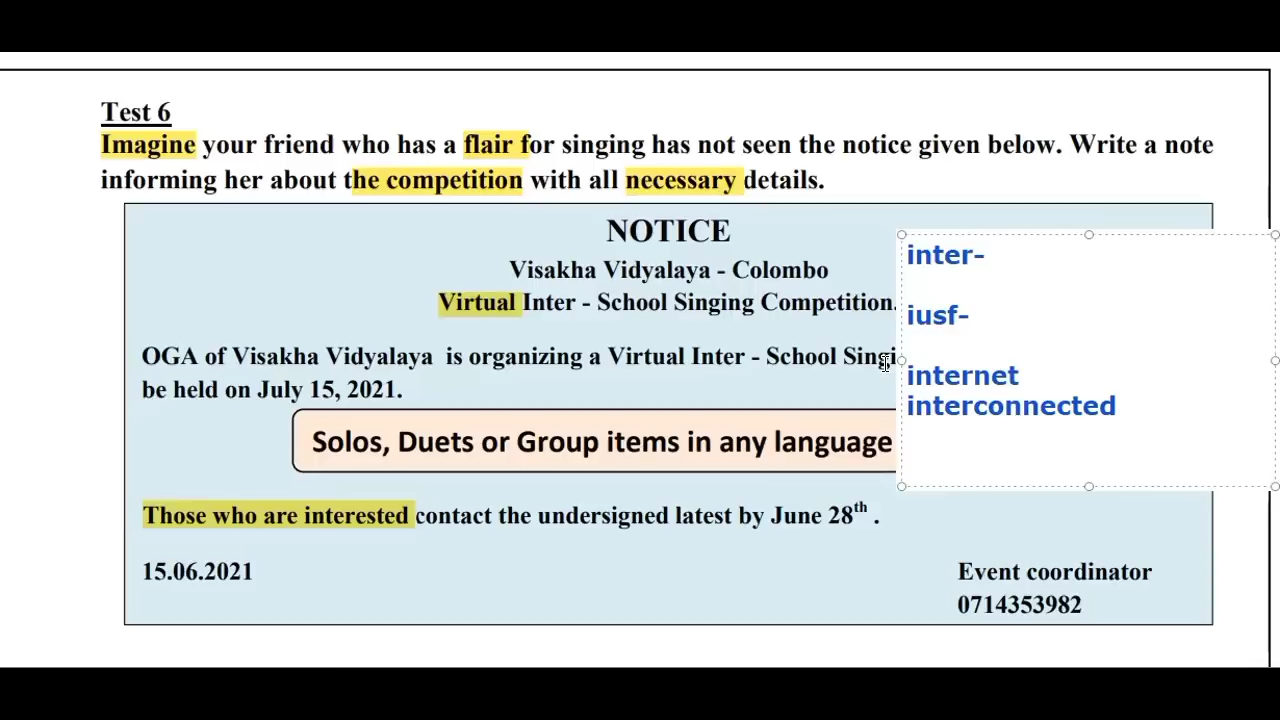 Test 6
Imagine your friend who has a flair for singing has not seen the notice given below. Write a note
informing her about the competition with all necessary details.
NOTICE
Visakha Vidyalaya - Colombo
Virtual Inter - School Singing Competition.
OGA of Visakha Vidyalaya is organizing a Virtual Inter - School
be held on July 15, 2021.
Solos, Duets or Group items in any language
Those who are interested contact the undersigned latest by June 28th .
15.06.2021
Event coordinator
0714353982
inter-
iusf-
internet
interconnected